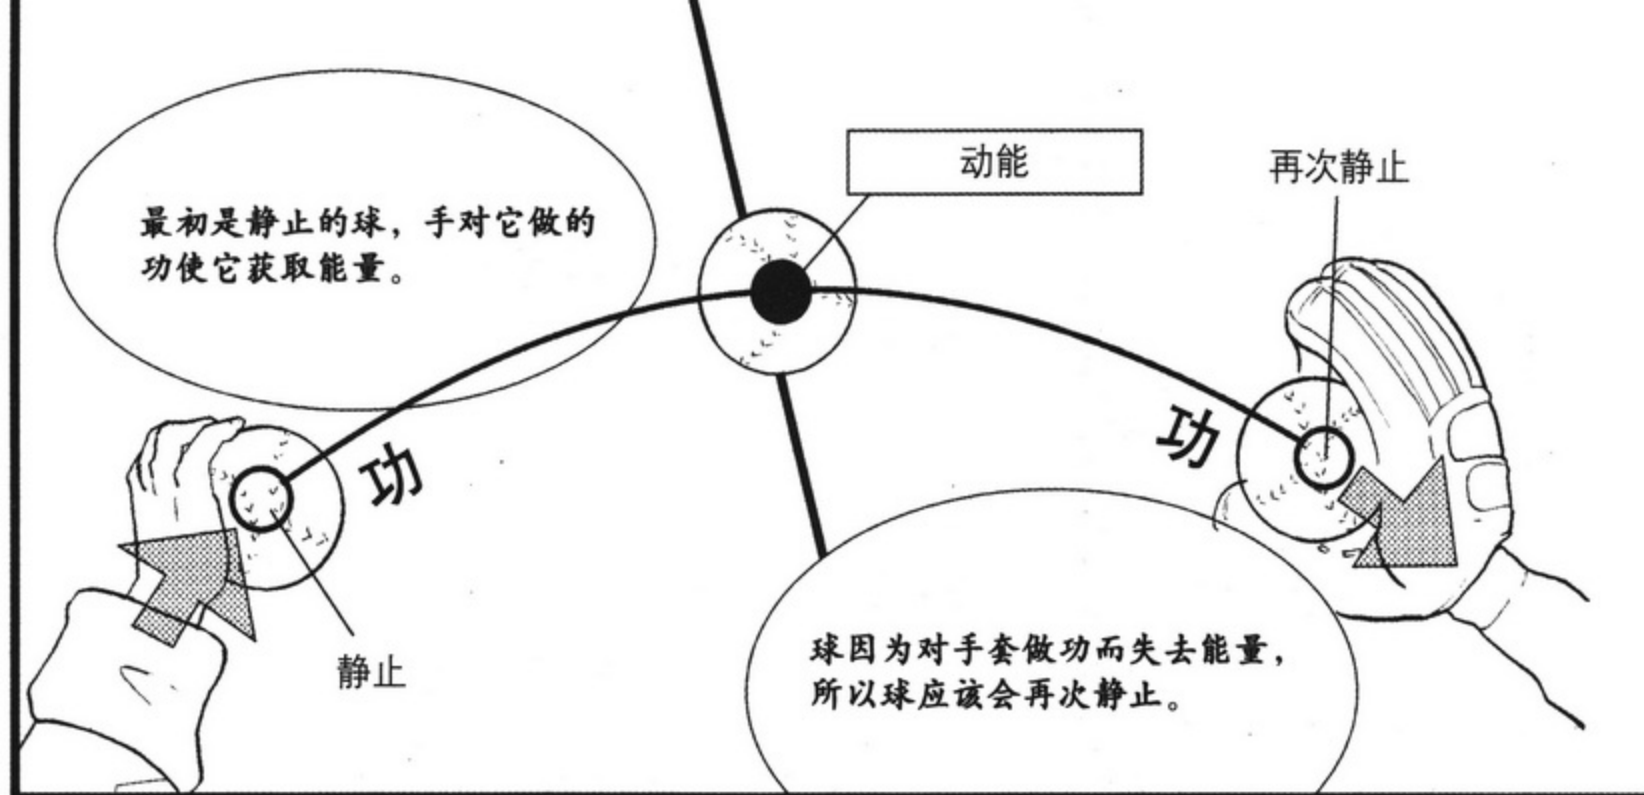 动能
再次静止
最初是静止的球，手对它做的
功使它获取能量。
功
功
静止
球因为对手套做功而失去能量，
所以球应该会再次静止。